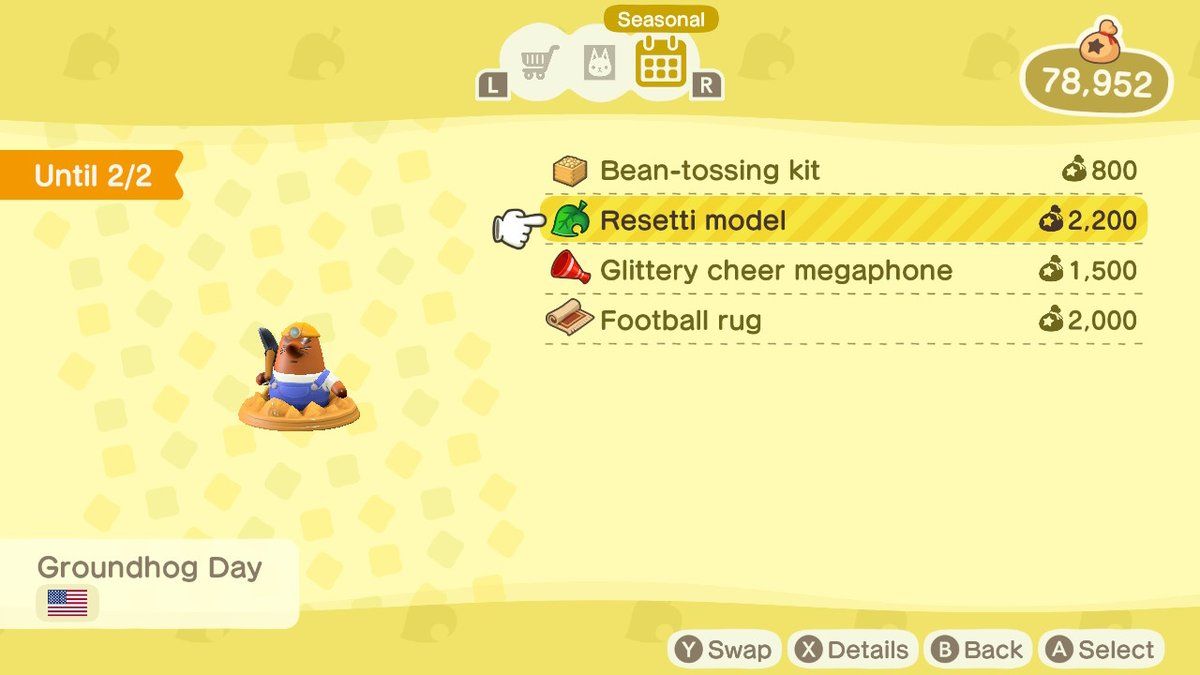 Seasonal
L
R
78,952
Until 2/2
Bean-tossing kit 800
Resetti model 2,200
Glittery cheer megaphone 1,500
Football rug 2,000
Groundhog Day
Y Swap X Details B Back A Select